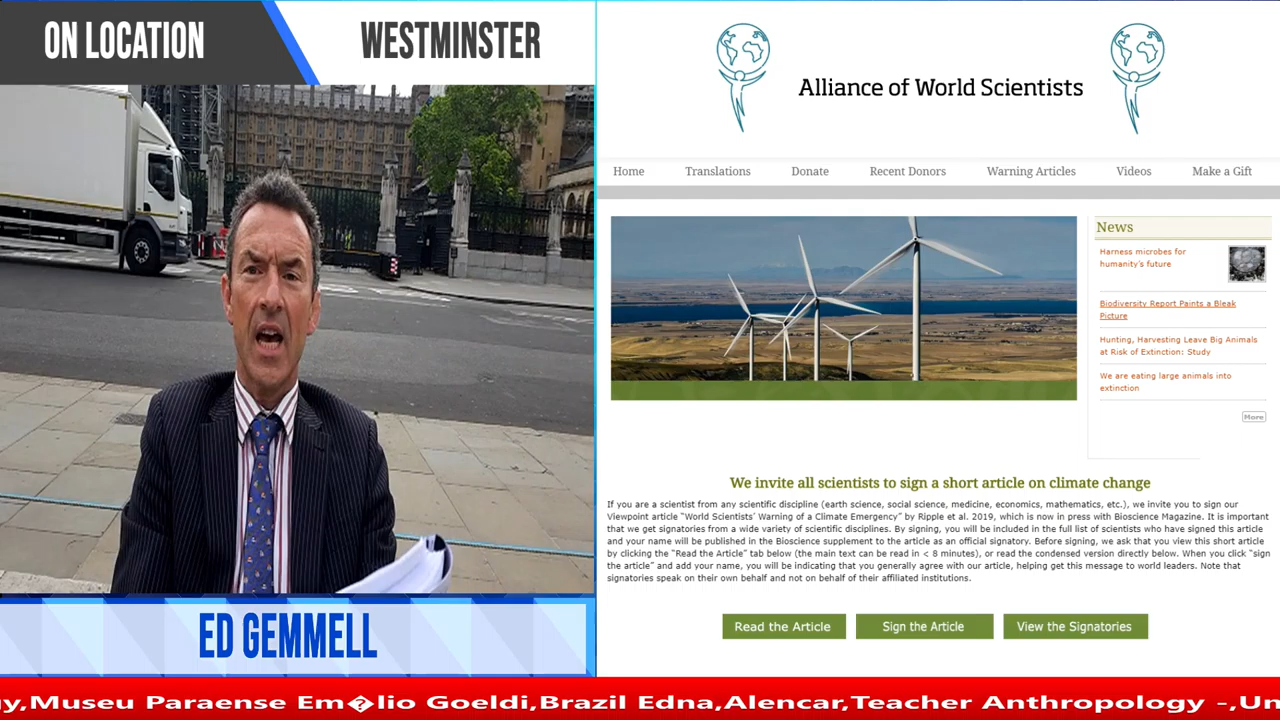 ON LOCATION
WESTMINSTER
Alliance of World Scientists
Home Translations Donate Recent Donors Warning Articles Videos Make a Gift
News
Harness microbes for
humanity's future
Biodiversity Report Paints a Bleak
Picture
Hunting, Harvesting Leave Big Animals
at Risk of Extinction: Study
We are eating large animals into
extinction
More
We invite all scientists to sign a short article on climate change
If you are a scientist from any scientific discipline (earth science, social science, medicine, economics, mathematics, etc.), we invite you to sign our
Viewpoint article "World Scientists' Warning of a Climate Emergency" by Ripple et al. 2019, which is now in press with Bioscience Magazine. It is important
that we get signatories from a wide variety of scientific disciplines. By signing, you will be included in the full list of scientists who have signed this article
and your name will be published in the Bioscience supplement to the article as an official signatory. Before signing, we ask that you view this short article
by clicking the "Read the Article" tab below (the main text can be read in < 8 minutes), or read the condensed version directly below. When you click "sign
the article" and add your name, you will be indicating that you generally agree with our article, helping get this message to world leaders. Note that
signatories speak on their own behalf and not on behalf of their affiliated institutions.
Read the Article Sign the Article View the Signatories
ED GEMMELL
y,Museu Paraense Em�lio Goeldi,Brazil Edna,Alencar,Teacher Anthropology -,Un